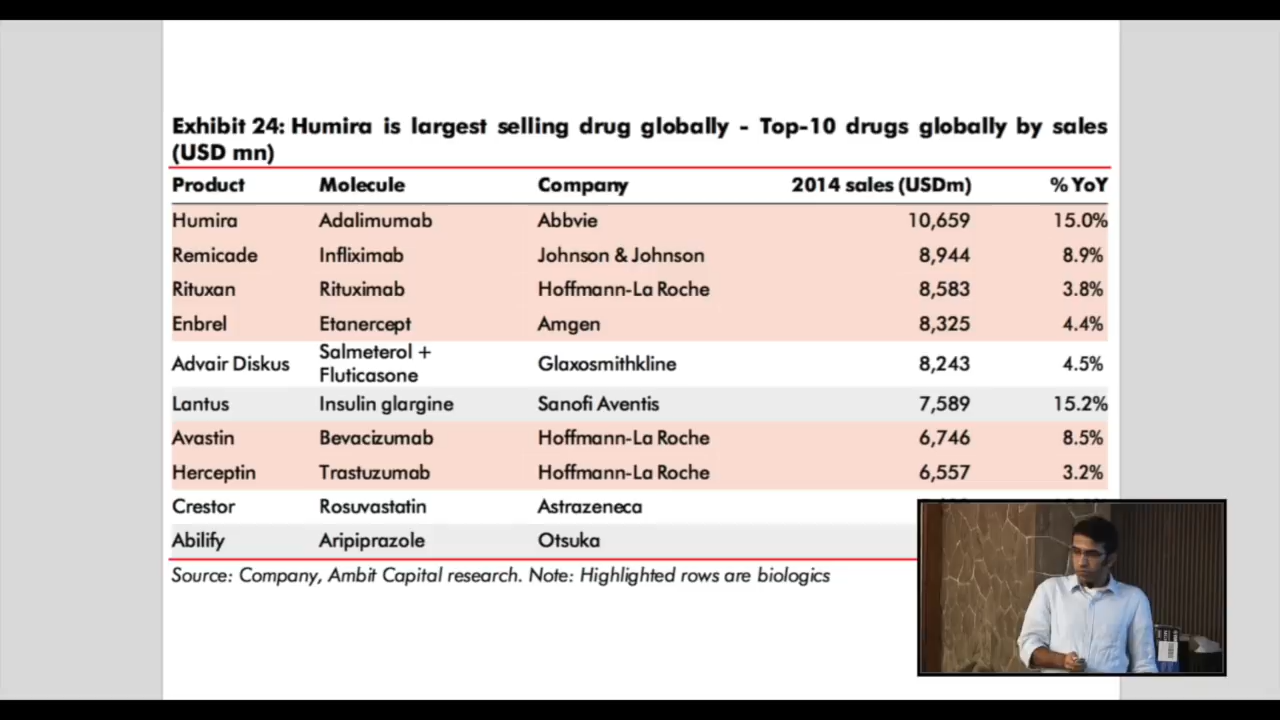 Exhibit 24: Humira is largest selling drug globally - Top-10 drugs globally by sales
(USD mn)
Product Molecule Company 2014 sales (USDm) % YoY
Humira Adalimumab Abbvie 10,659 15.0%
Remicade Infliximab Johnson & Johnson 8,944 8.9%
Rituxan Rituximab Hoffmann-La Roche 8,583 3.8%
Enbrel Etanercept Amgen 8,325 4.4%
Advair Diskus Salmeterol + Fluticasone Glaxosmithkline 8,243 4.5%
Lantus Insulin glargine Sanofi Aventis 7,589 15.2%
Avastin Bevacizumab Hoffmann-La Roche 6,746 8.5%
Herceptin Trastuzumab Hoffmann-La Roche 6,557 3.2%
Crestor Rosuvastatin Astrazeneca
Abilify Aripiprazole Otsuka
Source: Company, Ambit Capital research. Note: Highlighted rows are biologics